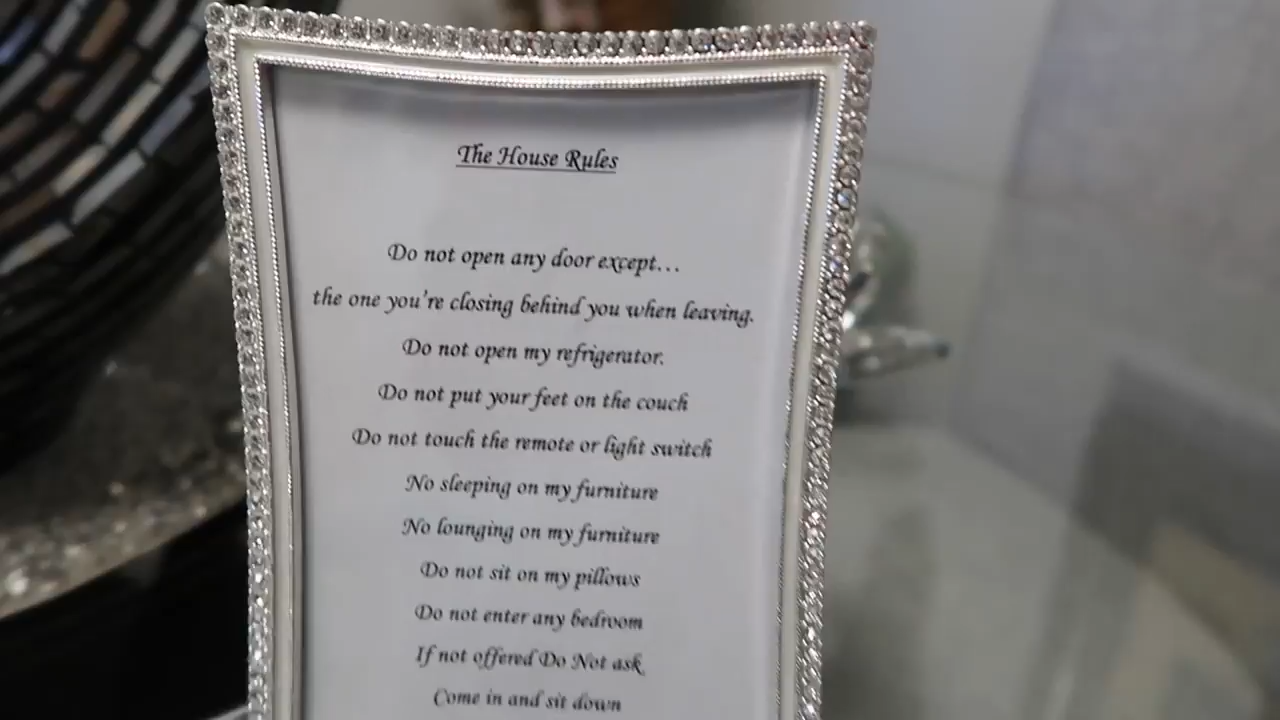 The House Rules
Do not open any door except...
the one you're closing behind you when leaving.
Do not open my refrigerator.
Do not put your feet on the couch
Do not touch the remote or light switch
No sleeping on my furniture
No lounging on my furniture
Do not sit on my pillows
Do not enter any bedroom
If not offered Do Not ask.
Come in and sit down